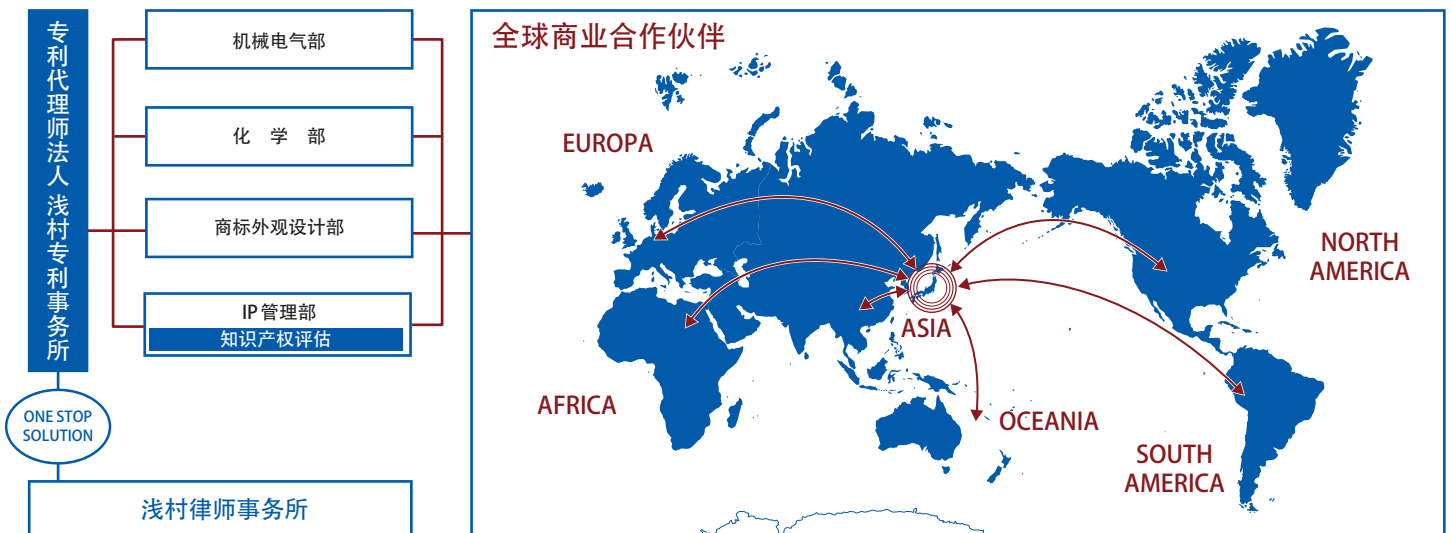 专利代理师法人 浅村专利事务所
机械电气部
化 学 部
商标外观设计部
IP管理部
知识产权评估
ONE STOP
SOLUTION
浅村律师事务所
全球商业合作伙伴
EUROPA
NORTH
AMERICA
ASIA
AFRICA
OCEANIA
SOUTH
AMERICA